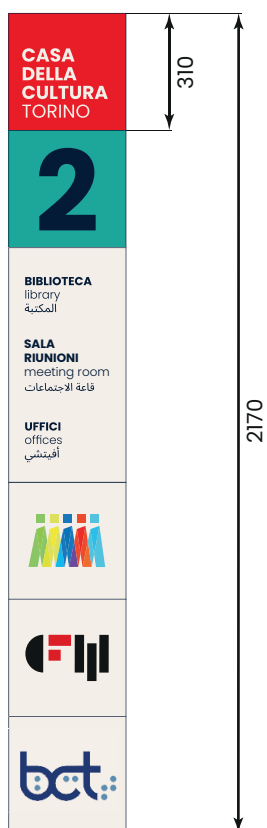 CASA
DELLA
CULTURA
TORINO
310
2
BIBLIOTECA
library
المكتبة
SALA
RIUNIONI
meeting room
قاعة الاجتماعات
UFFICI
offices
أفيتشي
2170
bct